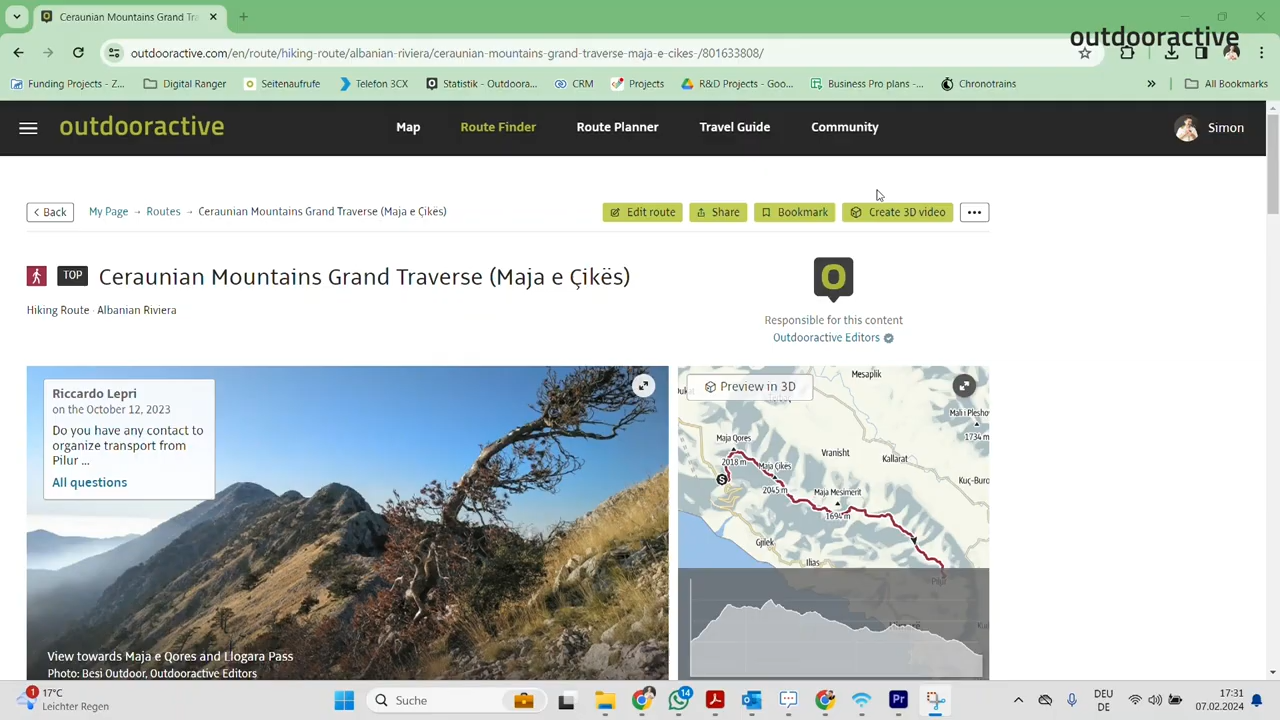 Ceraunian Mountains Grand Tr
outdooractive
outdooractive.com/en/route/hiking-route/albanian-riviera/ceraunian-mountains-grand-traverse-maja-e-cikes-/801633808/
Funding Projects - Z...
Digital Ranger
Seitenaufrufe
Telefon 3CX
Statistik - Outdoora...
CRM
Projects
R&D Projects - Goo...
Business Pro plans -...
Chronotrains
»
All Bookmarks
outdooractive
Map
Route Finder
Route Planner
Travel Guide
Community
Simon
< Back
My Page → Routes → Ceraunian Mountains Grand Traverse (Maja e Çikës)
Edit route
Share
Bookmark
Create 3D video
TOP
Ceraunian Mountains Grand Traverse (Maja e Çikës)
Hiking Route · Albanian Riviera
Responsible for this content
Outdooractive Editors
Riccardo Lepri
on the October 12, 2023
Do you have any contact to
organize transport from
Pilur ...
All questions
View towards Maja e Qores and Llogara Pass
Photo: Besi Outdoor, Outdooractive Editors
Preview in 3D
Mesaplik
Mali i Plesho
1734 m
Maja Qores
2018 m
Vranisht
Kallarat
Maja Çikes
2045 m
Kuç-Buro
Maja Mesimerit
1694 m
S
Gjilek
Ilias
Pilur
1
17°C
Leichter Regen
Suche
14
Pr
DEU
DE
17:31
07.02.2024